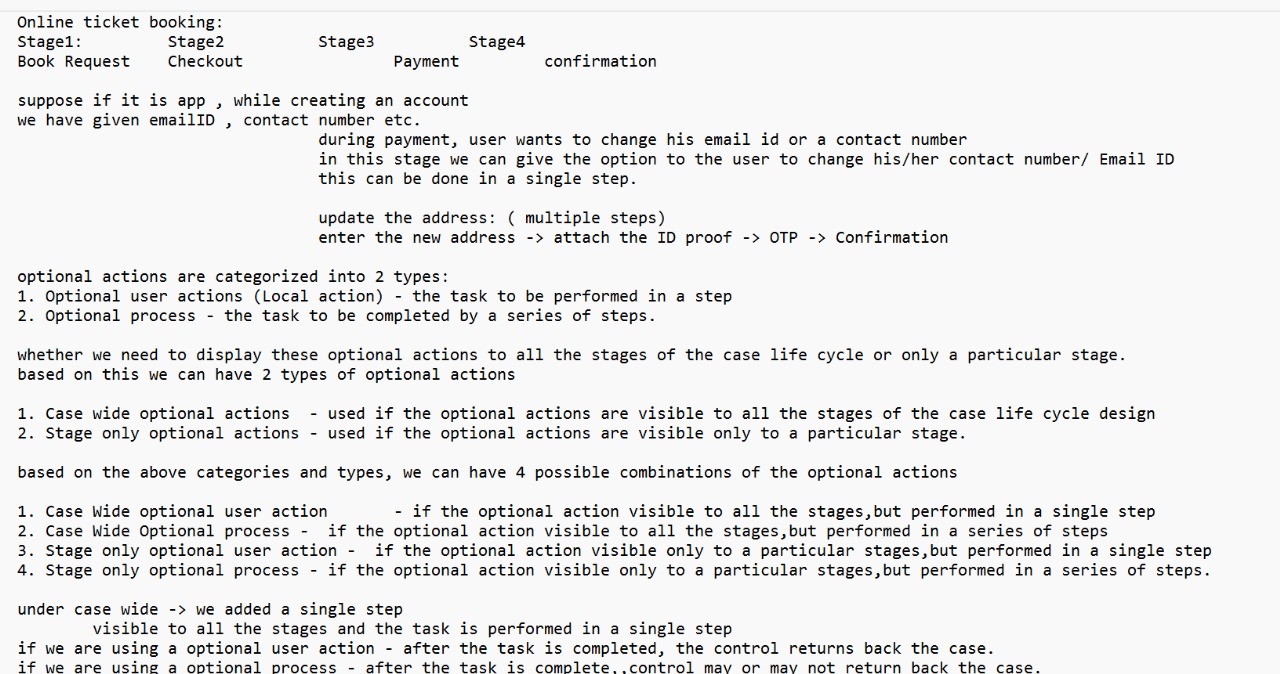 Online ticket booking:
Stage1: Stage2 Stage3 Stage4
Book Request Checkout Payment confirmation
suppose if it is app , while creating an account
we have given emailID , contact number etc.
during payment, user wants to change his email id or a contact number
in this stage we can give the option to the user to change his/her contact number/ Email ID
this can be done in a single step.
update the address: ( multiple steps)
enter the new address -> attach the ID proof -> OTP -> Confirmation
optional actions are categorized into 2 types:
1. Optional user actions (Local action) - the task to be performed in a step
2. Optional process - the task to be completed by a series of steps.
whether we need to display these optional actions to all the stages of the case life cycle or only a particular stage.
based on this we can have 2 types of optional actions
1. Case wide optional actions - used if the optional actions are visible to all the stages of the case life cycle design
2. Stage only optional actions - used if the optional actions are visible only to a particular stage.
based on the above categories and types, we can have 4 possible combinations of the optional actions
1. Case Wide optional user action - if the optional action visible to all the stages,but performed in a single step
2. Case Wide Optional process - if the optional action visible to all the stages,but performed in a series of steps
3. Stage only optional user action - if the optional action visible only to a particular stages,but performed in a single step
4. Stage only optional process - if the optional action visible only to a particular stages,but performed in a series of steps.
under case wide -> we added a single step
visible to all the stages and the task is performed in a single step
if we are using a optional user action - after the task is completed, the control returns back the case.
if we are using a optional process - after the task is complete,,control may or may not return back the case.